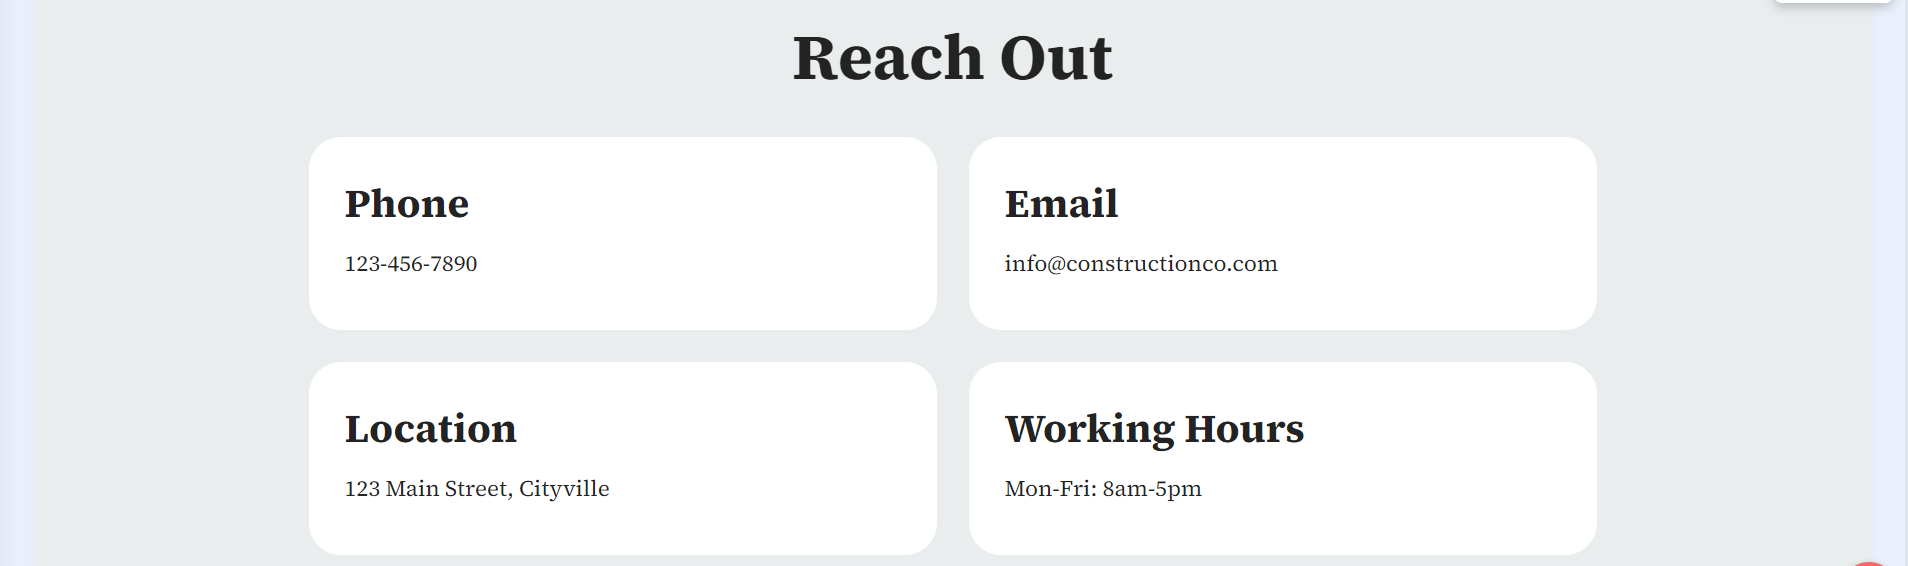 Reach Out
Phone
123-456-7890
Email
info@constructionco.com
Location
123 Main Street, Cityville
Working Hours
Mon-Fri: 8am-5pm